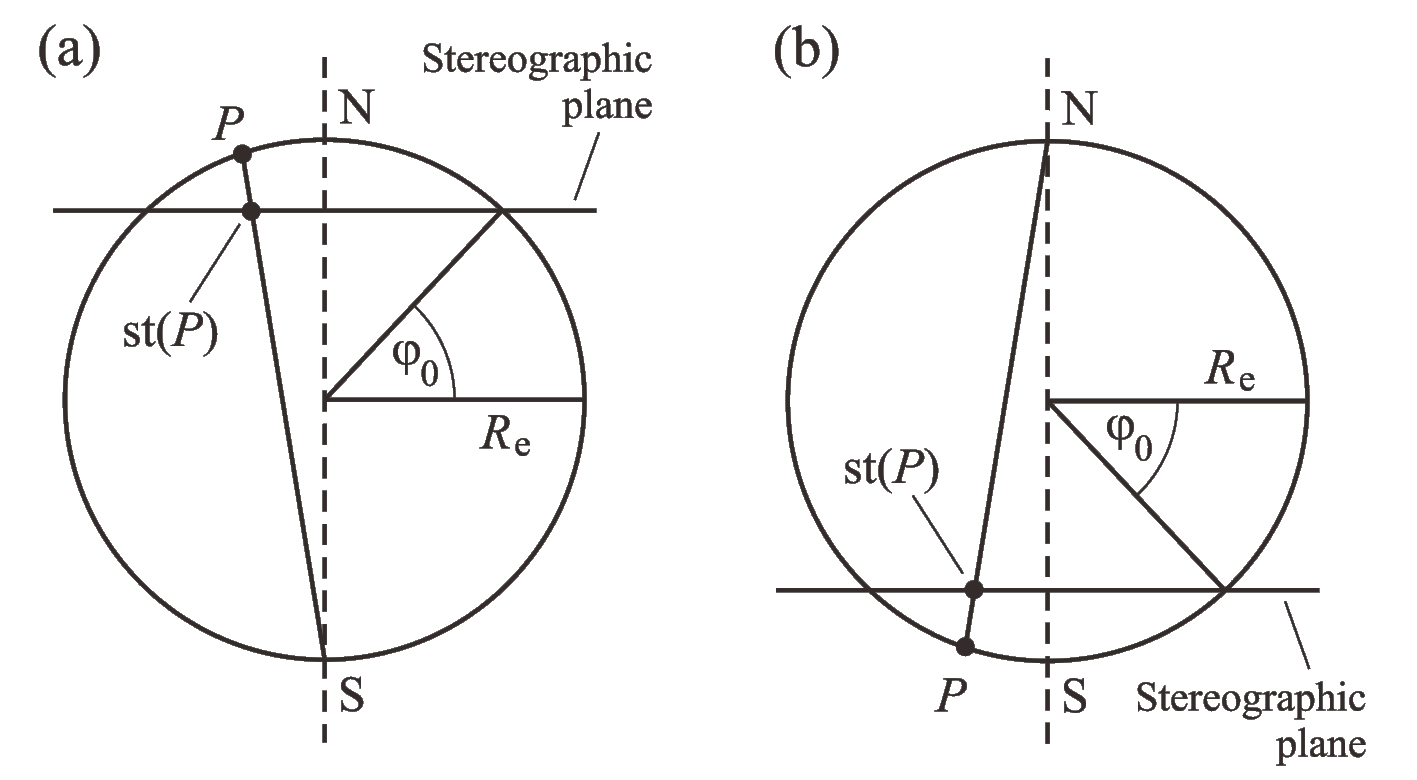 (a)
Stereographic
plane
N
P
st(P)
φ0
Re
S
(b)
N
Re
φ0
st(P)
P
S
Stereographic
plane